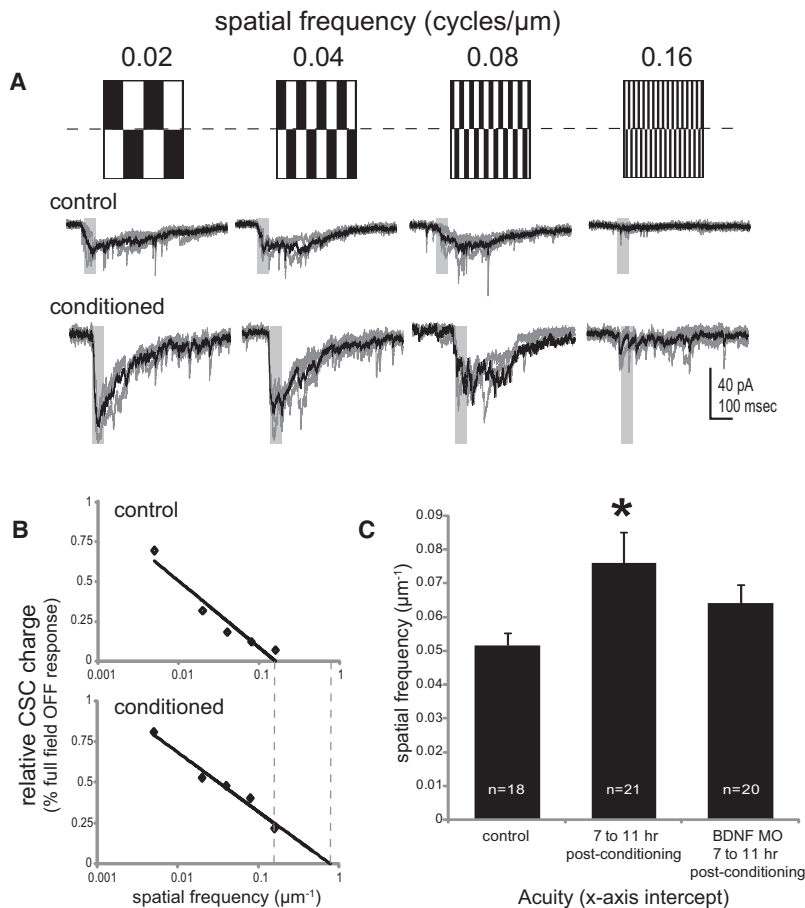 spatial frequency (cycles/µm)
0.02 0.04 0.08 0.16
A
control
conditioned
40 pA
100 msec
B
relative CSC charge
(% full field OFF response)
control
1
0.75
0.5
0.25
0
0.001 0.01 0.1 1
conditioned
1
0.75
0.5
0.25
0
0.001 0.01 0.1 1
spatial frequency (µm⁻¹)
C
spatial frequency (µm⁻¹)
0.09
0.08
0.07
0.06
0.05
0.04
0.03
0.02
0.01
0
*
n=18 n=21 n=20
control
7 to 11 hr
post-conditioning
BDNF MO
7 to 11 hr
post-conditioning
Acuity (x-axis intercept)